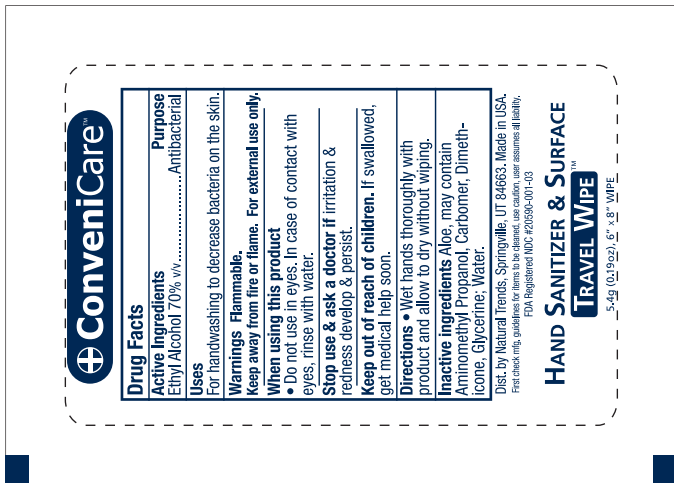 ConveniCare™
Drug Facts
Active Ingredients Purpose
Ethyl Alcohol 70% v/v......................Antibacterial
Uses
For handwashing to decrease bacteria on the skin.
Warnings Flammable.
Keep away from fire or flame. For external use only.
When using this product
• Do not use in eyes. In case of contact with
eyes, rinse with water.
Stop use & ask a doctor if irritation &
redness develop & persist.
Keep out of reach of children. If swallowed,
get medical help soon.
Directions • Wet hands thoroughly with
product and allow to dry without wiping.
Inactive ingredients Aloe, may contain
Aminomethyl Propanol, Carbomer, Dimeth-
icone, Glycerine; Water.
Dist. by Natural Trends, Springville, UT 84663. Made in USA.
First check mfg. guidelines for items to be cleaned, use caution, user assumes all liability.
FDA Registered NDC #20590-001-03
HAND SANITIZER & SURFACE
TRAVEL WIPE™
5.4g (0.19oz), 6" x 8" WIPE